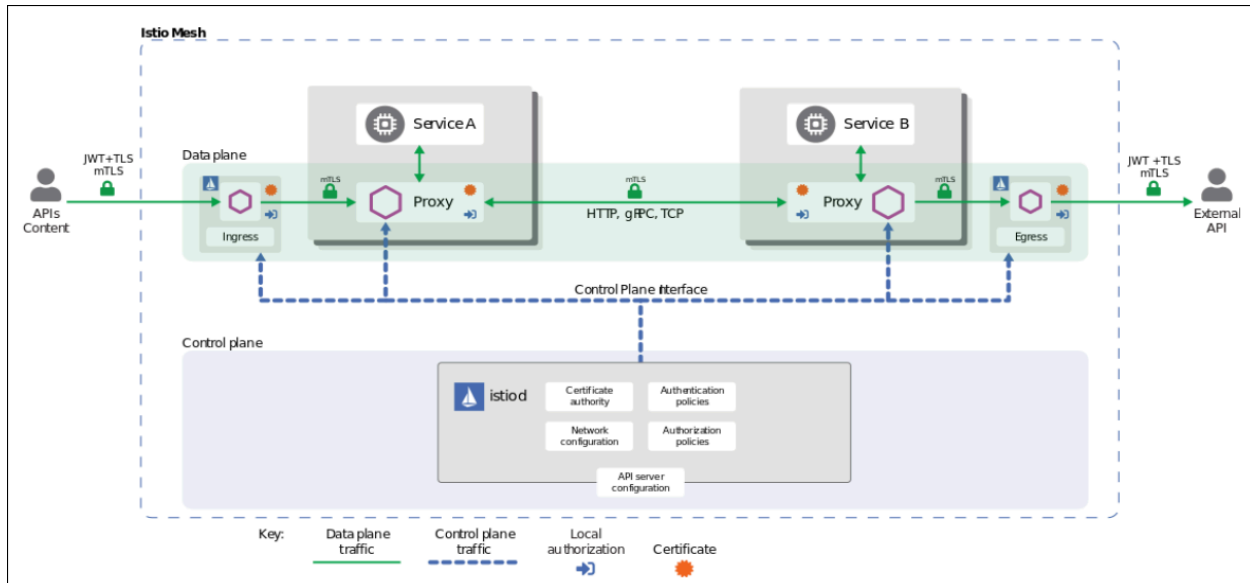 Istio Mesh
Service A
Service B
Data plane
JWT+TLS
mTLS
mTLS
mTLS
mTLS
JWT +TLS
mTLS
Proxy
Proxy
HTTP, gRPC, TCP
APIs
Content
Ingress
Egress
External
API
Control Plane Interface
Control plane
istiod
Certificate
authority
Authentication
policies
Network
configuration
Authorization
policies
API server
configuration
Key:
Data plane
traffic
Control plane
traffic
Local
authorization
Certificate